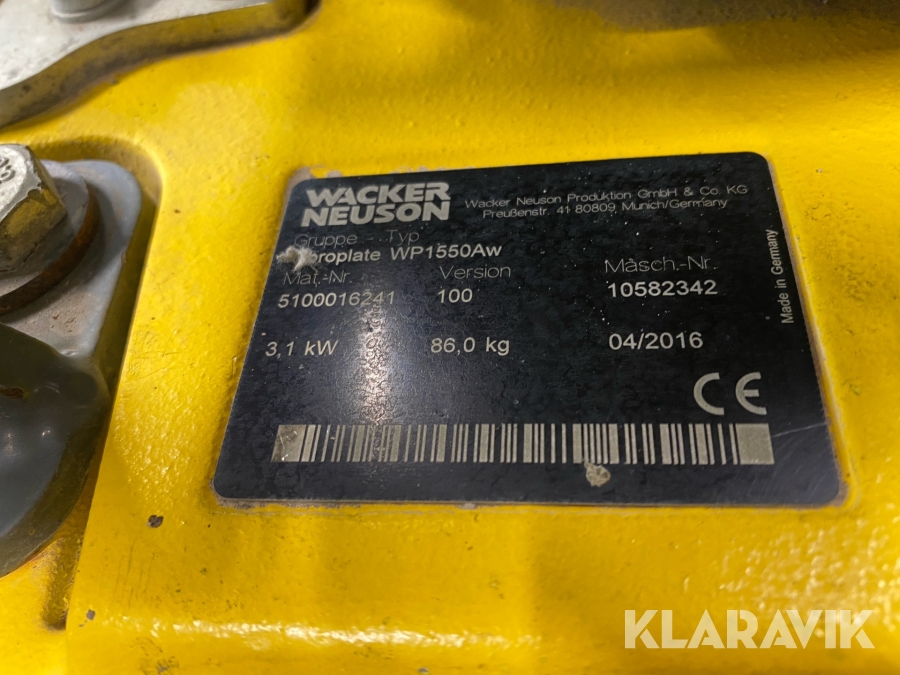 WACKER
NEUSON
Wacker Neuson Produktion GmbH & Co. KG
Preußenstr. 41 80809 Munich/Germany
Gruppe - Typ
WP1550Aw
Mat.-Nr. Version Masch.-Nr.
5100016241 100 10582342
3,1 kW 86,0 kg 04/2016
Made in Germany
CE
KLARAVIK